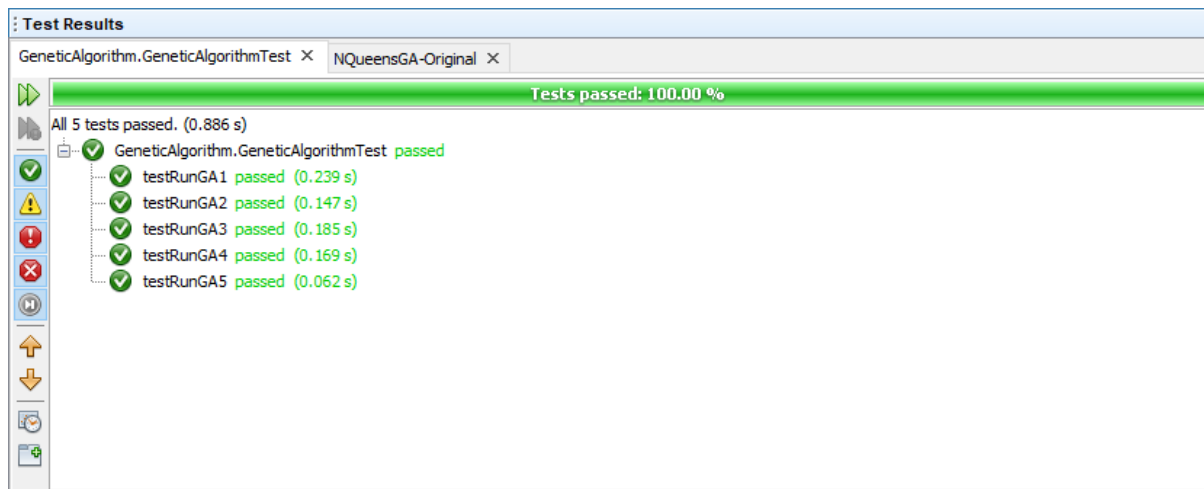 Test Results
GeneticAlgorithm.GeneticAlgorithmTest NQueensGA-Original
Tests passed: 100.00 %
All 5 tests passed. (0.886 s)
GeneticAlgorithm.GeneticAlgorithmTest passed
testRunGA1 passed (0.239 s)
testRunGA2 passed (0.147 s)
testRunGA3 passed (0.185 s)
testRunGA4 passed (0.169 s)
testRunGA5 passed (0.062 s)